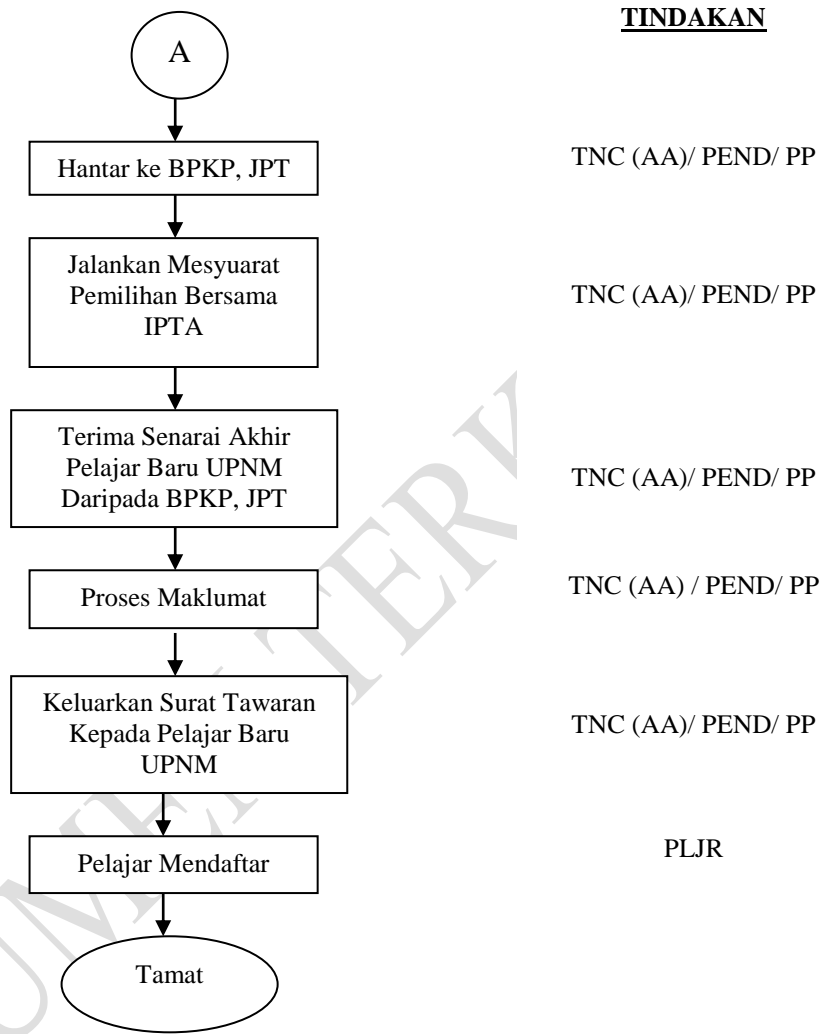 TINDAKAN
A
Hantar ke BPKP, JPT
TNC (AA)/ PEND/ PP
Jalankan Mesyuarat
Pemilihan Bersama
IPTA
TNC (AA)/ PEND/ PP
Terima Senarai Akhir
Pelajar Baru UPNM
Daripada BPKP, JPT
TNC (AA)/ PEND/ PP
Proses Maklumat
TNC (AA) / PEND/ PP
Keluarkan Surat Tawaran
Kepada Pelajar Baru
UPNM
TNC (AA)/ PEND/ PP
Pelajar Mendaftar
PLJR
Tamat